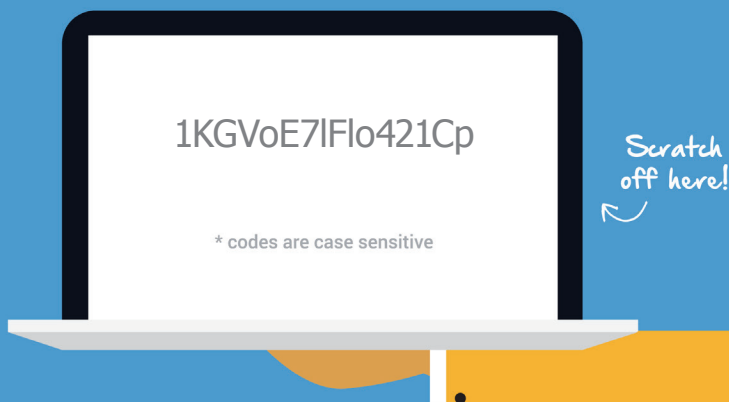 1KGVoE7lFlo421Cp
* codes are case sensitive
Scratch
off here!